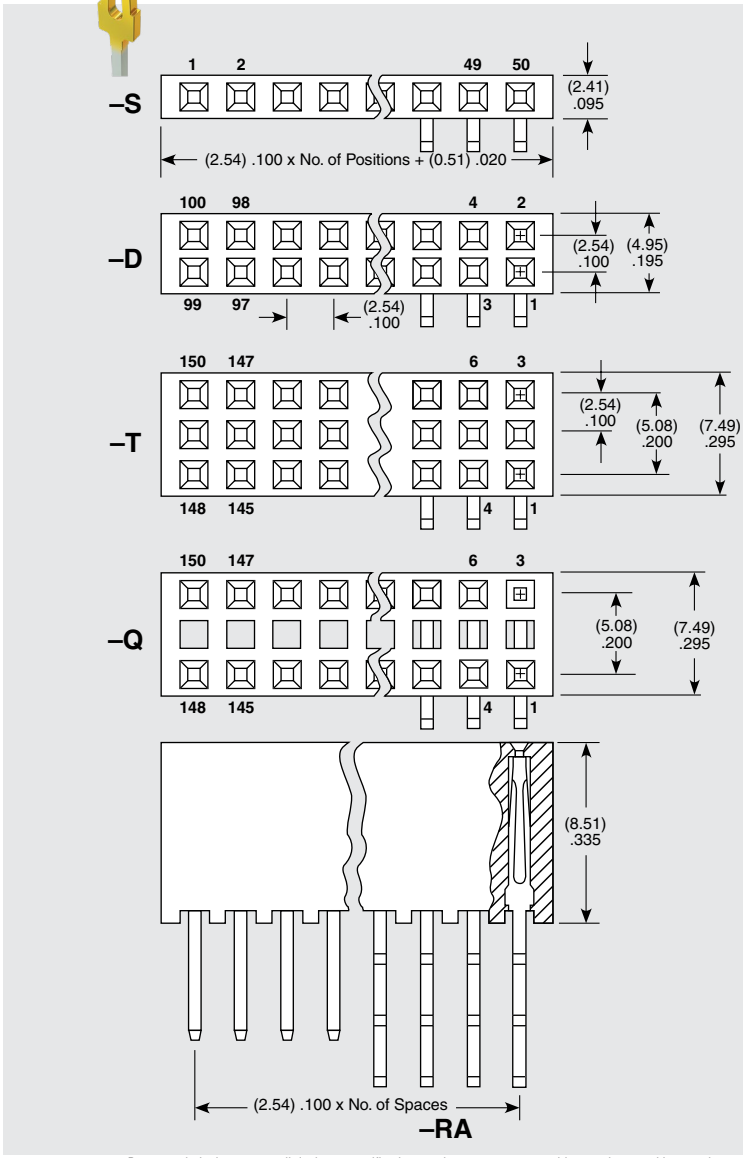 1 2 49 50
–S
(2.41)
.095
(2.54) .100 x No. of Positions + (0.51) .020
100 98 4 2
–D
(2.54)
.100
(4.95)
.195
99 97 3 1
(2.54)
.100
150 147 6 3
–T
(2.54)
.100
(5.08)
.200
(7.49)
.295
148 145 4 1
150 147 6 3
–Q
(5.08)
.200
(7.49)
.295
148 145 4 1
(8.51)
.335
(2.54) .100 x No. of Spaces
–RA